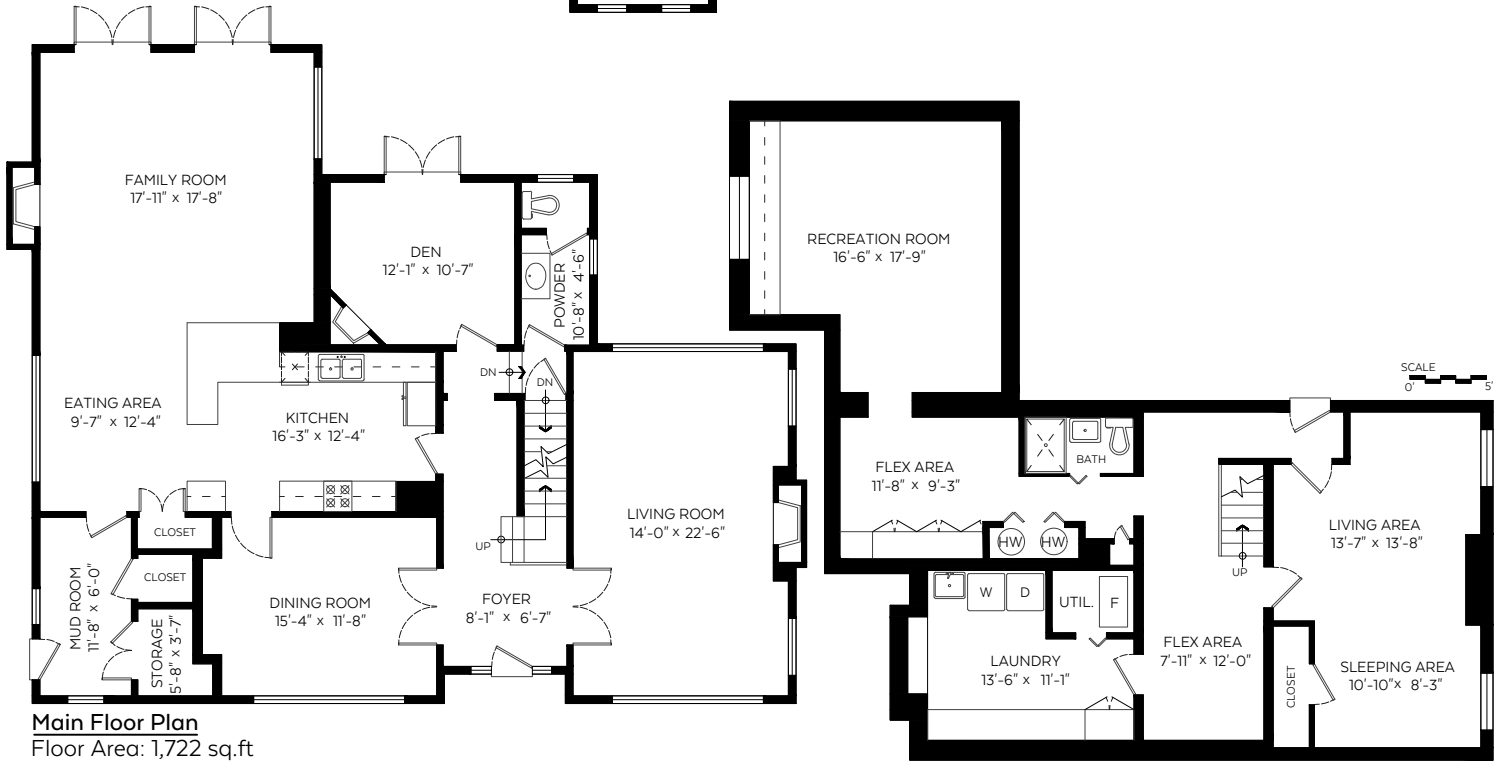 FAMILY ROOM
17'-11" x 17'-8"
DEN
12'-1" x 10'-7"
POWDER
10'-8" x 4'-6"
DN
DN
EATING AREA
9'-7" x 12'-4"
KITCHEN
16'-3" x 12'-4"
x
CLOSET
CLOSET
MUD ROOM
11'-8" x 6'-0"
STORAGE
5'-8" x 3'-7"
DINING ROOM
15'-4" x 11'-8"
UP
FOYER
8'-1" x 6'-7"
LIVING ROOM
14'-0" x 22'-6"
Main Floor Plan
Floor Area: 1,722 sq.ft
RECREATION ROOM
16'-6" x 17'-9"
SCALE
0' 5'
FLEX AREA
11'-8" x 9'-3"
BATH
HW HW
W D
UTIL. F
LAUNDRY
13'-6" x 11'-1"
UP
FLEX AREA
7'-11" x 12'-0"
LIVING AREA
13'-7" x 13'-8"
SLEEPING AREA
10'-10"x 8'-3"
CLOSET